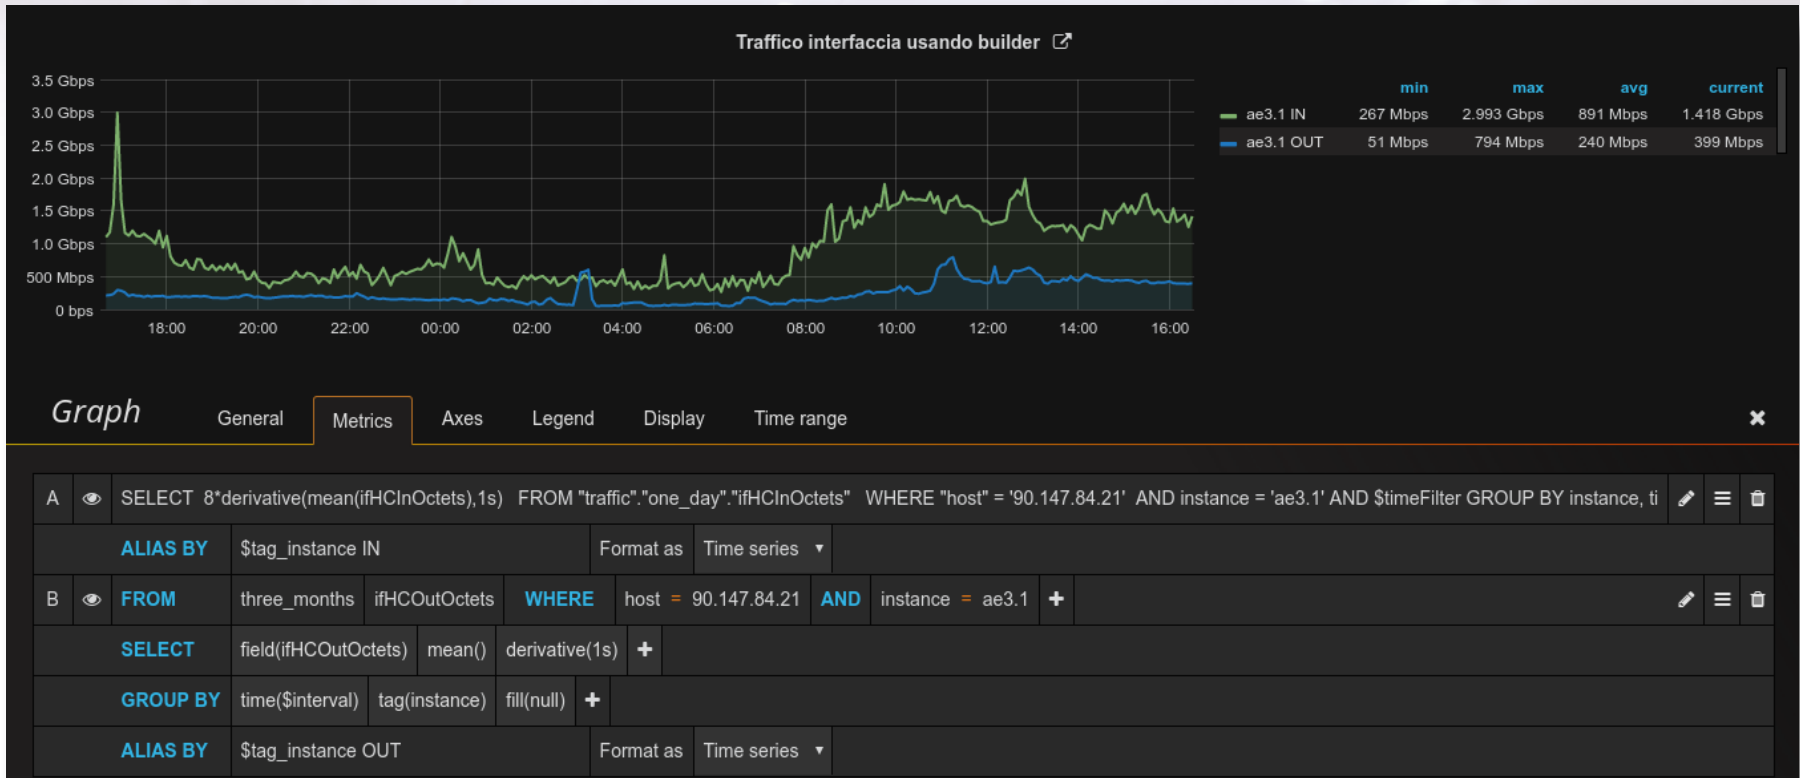 Traffico interfaccia usando builder
3.5 Gbps
3.0 Gbps
2.5 Gbps
2.0 Gbps
1.5 Gbps
1.0 Gbps
500 Mbps
0 bps
18:00 20:00 22:00 00:00 02:00 04:00 06:00 08:00 10:00 12:00 14:00 16:00
min max avg current
ae3.1 IN 267 Mbps 2.993 Gbps 891 Mbps 1.418 Gbps
ae3.1 OUT 51 Mbps 794 Mbps 240 Mbps 399 Mbps
Graph General Metrics Axes Legend Display Time range
A SELECT 8*derivative(mean(ifHCInOctets),1s) FROM "traffic"."one_day"."ifHCInOctets" WHERE "host" = '90.147.84.21' AND instance = 'ae3.1' AND $timeFilter GROUP BY instance, ti
ALIAS BY $tag_instance IN Format as Time series
B FROM three_months ifHCOutOctets WHERE host = 90.147.84.21 AND instance = ae3.1 +
SELECT field(ifHCOutOctets) mean() derivative(1s) +
GROUP BY time($interval) tag(instance) fill(null) +
ALIAS BY $tag_instance OUT Format as Time series